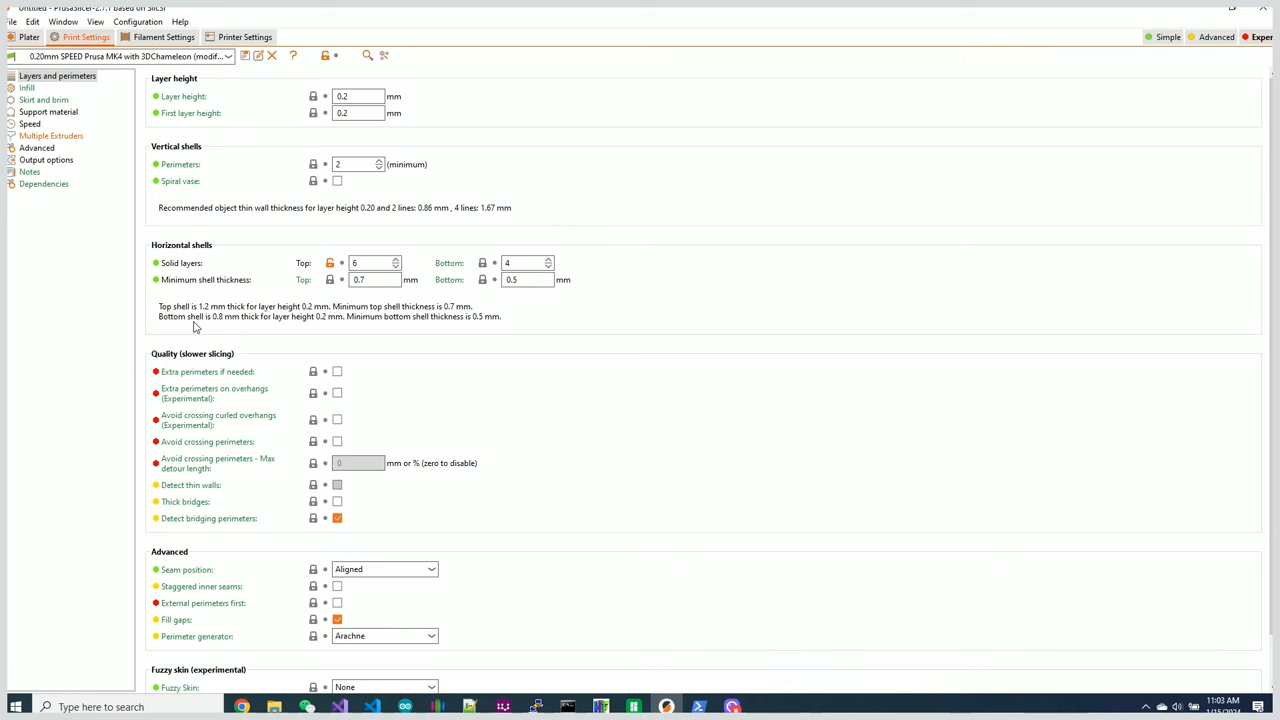 Untitled - PrusaSlicer-2.7.1 based on Slic3r
File Edit Window View Configuration Help
Plater Print Settings Filament Settings Printer Settings Simple Advanced Exper
0.20mm SPEED Prusa MK4 with 3DChameleon (modif...
Layers and perimeters
Infill
Skirt and brim
Support material
Speed
Multiple Extruders
Advanced
Output options
Notes
Dependencies
Layer height
Layer height: 0.2 mm
First layer height: 0.2 mm
Vertical shells
Perimeters: 2 (minimum)
Spiral vase:
Recommended object thin wall thickness for layer height 0.20 and 2 lines: 0.86 mm , 4 lines: 1.67 mm
Horizontal shells
Solid layers: Top: 6 Bottom: 4
Minimum shell thickness: Top: 0.7 mm Bottom: 0.5 mm
Top shell is 1.2 mm thick for layer height 0.2 mm. Minimum top shell thickness is 0.7 mm.
Bottom shell is 0.8 mm thick for layer height 0.2 mm. Minimum bottom shell thickness is 0.5 mm.
Quality (slower slicing)
Extra perimeters if needed:
Extra perimeters on overhangs
(Experimental):
Avoid crossing curled overhangs
(Experimental):
Avoid crossing perimeters:
Avoid crossing perimeters - Max
detour length: 0 mm or % (zero to disable)
Detect thin walls:
Thick bridges:
Detect bridging perimeters:
Advanced
Seam position: Aligned
Staggered inner seams:
External perimeters first:
Fill gaps:
Perimeter generator: Arachne
Fuzzy skin (experimental)
Fuzzy Skin: None
Type here to search
11:03 AM
1/15/2024